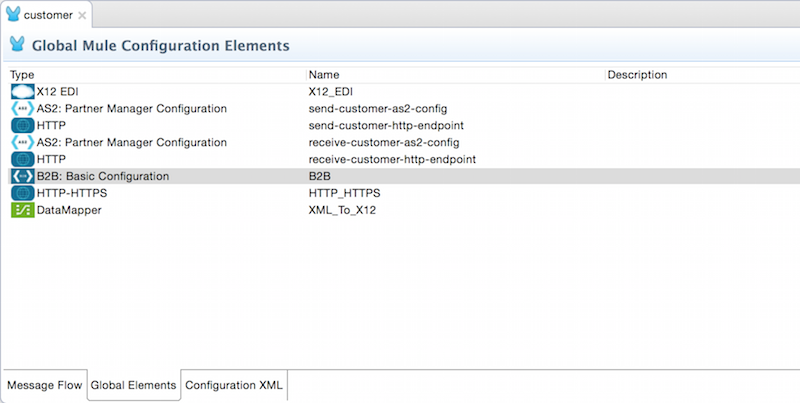 customer
Global Mule Configuration Elements
Type Name Description
X12 EDI X12_EDI
AS2: Partner Manager Configuration send-customer-as2-config
HTTP send-customer-http-endpoint
AS2: Partner Manager Configuration receive-customer-as2-config
HTTP receive-customer-http-endpoint
B2B: Basic Configuration B2B
HTTP-HTTPS HTTP_HTTPS
DataMapper XML_To_X12
Message Flow Global Elements Configuration XML